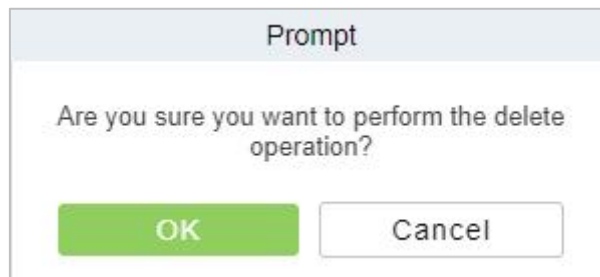 Prompt
Are you sure you want to perform the delete
operation?
OK
Cancel